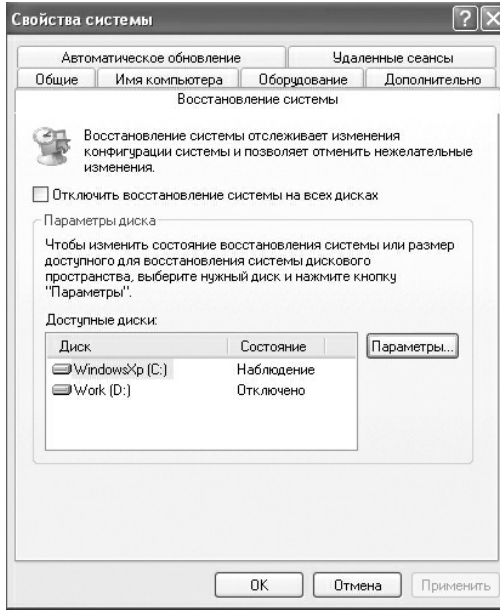 Свойства системы
Автоматическое обновление Удаленные сеансы
Общие Имя компьютера Оборудование Дополнительно
Восстановление системы
Восстановление системы отслеживает изменения
конфигурации системы и позволяет отменить нежелательные
изменения.
Отключить восстановление системы на всех дисках
Параметры диска
Чтобы изменить состояние восстановления системы или размер
доступного для восстановления системы дискового
пространства, выберите нужный диск и нажмите кнопку
"Параметры".
Доступные диски:
Диск Состояние Параметры...
WindowsXp (C:) Наблюдение
Work (D:) Отключено
OK Отмена Применить